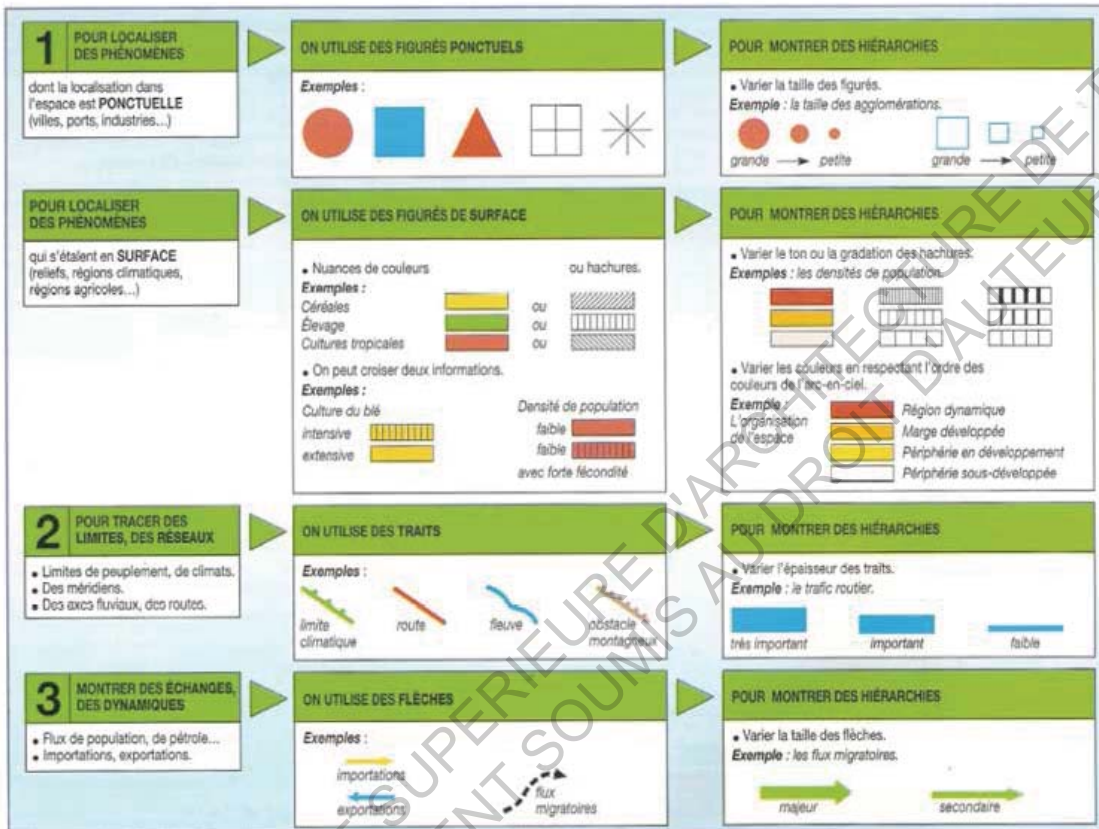 1
POUR LOCALISER
DES PHÉNOMÈNES
dont la localisation dans
l'espace est PONCTUELLE
(villes, ports, industries...)
ON UTILISE DES FIGURÉS PONCTUELS
Exemples :
POUR MONTRER DES HIÉRARCHIES
• Varier la taille des figurés.
Exemple : la taille des agglomérations.
grande petite grande petite
POUR LOCALISER
DES PHÉNOMÈNES
qui s'étalent en SURFACE
(reliefs, régions climatiques,
régions agricoles...)
ON UTILISE DES FIGURÉS DE SURFACE
• Nuances de couleurs ou hachures.
Exemples :
Céréales ou
Élevage ou
Cultures tropicales ou
• On peut croiser deux informations.
Exemples :
Culture du blé
intensive
extensive
Densité de population
faible
faible
avec forte fécondité
POUR MONTRER DES HIÉRARCHIES
• Varier le ton ou la gradation des hachures.
Exemples : les densités de population.
• Varier les couleurs en respectant l'ordre des
couleurs de l'arc-en-ciel.
Exemple :
L'organisation
de l'espace
Région dynamique
Marge développée
Périphérie en développement
Périphérie sous-développée
2
POUR TRACER DES
LIMITES, DES RÉSEAUX
• Limites de peuplement, de climats.
• Des méridiens.
• Des axes fluviaux, des routes.
ON UTILISE DES TRAITS
Exemples :
limite
climatique
route
fleuve
obstacle
montagneux
POUR MONTRER DES HIÉRARCHIES
• Varier l'épaisseur des traits.
Exemple : le trafic routier.
très important important faible
3
MONTRER DES ÉCHANGES,
DES DYNAMIQUES
• Flux de population, de pétrole...
• Importations, exportations.
ON UTILISE DES FLÈCHES
Exemples :
importations
exportations
flux
migratoires
POUR MONTRER DES HIÉRARCHIES
• Varier la taille des flèches.
Exemple : les flux migratoires.
majeur secondaire
SUPERIEURE D'ARCHITECTURE DE
SOUMIS AU DROIT D'AUTEUR